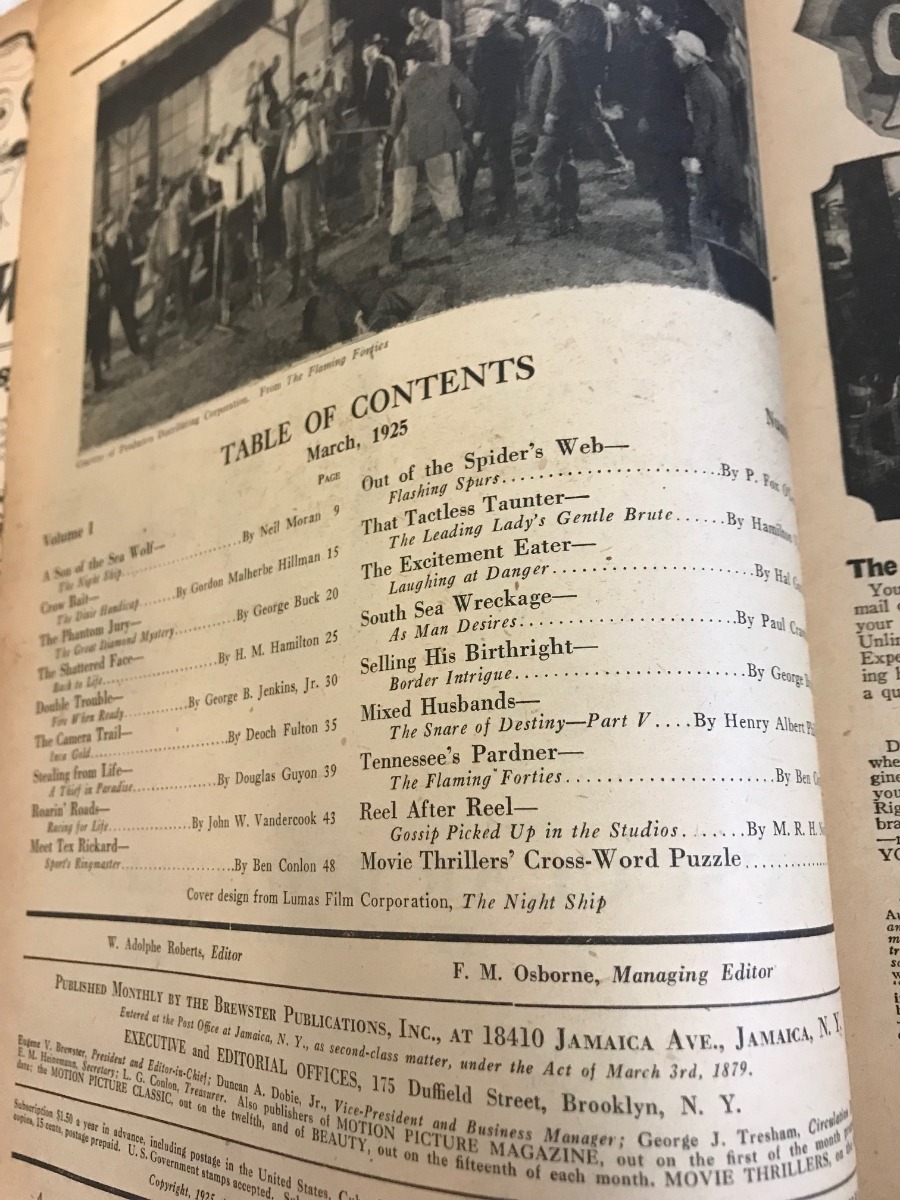 Courtesy of Producers Distributing Corporation. From The Flaming Forties
TABLE OF CONTENTS
March, 1925
Volume I
PAGE
A Son of the Sea Wolf—
The Night Ship.........................By Neil Moran 9
Crow Bait—
The Dixie Handicap........By Gordon Malherbe Hillman 15
The Phantom Jury—
The Great Diamond Mystery............By George Buck 20
The Shattered Face—
Back to Life......................By H. M. Hamilton 25
Double Trouble—
Fire When Ready............By George B. Jenkins, Jr. 30
The Camera Trail—
Inca Gold.........................By Deoch Fulton 35
Stealing from Life—
A Thief in Paradise................By Douglas Guyon 39
Roarin' Roads—
Racing for Life................By John W. Vandercook 43
Meet Tex Rickard—
Sport's Ringmaster......................By Ben Conlon 48
Out of the Spider's Web—
Flashing Spurs..............................By P. Fox
That Tactless Taunter—
The Leading Lady's Gentle Brute......By
The Excitement Eater—
Laughing at Danger........................By Hal
South Sea Wreckage—
As Man Desires..........................By Paul
Selling His Birthright—
Border Intrigue..........................By George
Mixed Husbands—
The Snare of Destiny—Part V....By Henry Albert
Tennessee's Pardner—
The Flaming Forties..........................By Ben
Reel After Reel—
Gossip Picked Up in the Studios.......By M. R. H.
Movie Thrillers' Cross-Word Puzzle............
Cover design from Lumas Film Corporation, The Night Ship
W. Adolphe Roberts, Editor
F. M. Osborne, Managing Editor
PUBLISHED MONTHLY BY THE BREWSTER PUBLICATIONS, INC., AT 18410 JAMAICA AVE., JAMAICA, N. Y.
Entered at the Post Office at Jamaica, N. Y., as second-class matter, under the Act of March 3rd, 1879.
EXECUTIVE and EDITORIAL OFFICES, 175 Duffield Street, Brooklyn, N. Y.
Eugene V. Brewster, President and Editor-in-Chief; Duncan A. Dobie, Jr., Vice-President and Business Manager; George J. Tresham, Circulation
E. M. Heinemann, Secretary; L. G. Conlon, Treasurer. Also publishers of MOTION PICTURE MAGAZINE, out on the first of the month
date; the MOTION PICTURE CLASSIC, out on the twelfth, and of BEAUTY, out on the fifteenth of each month. MOVIE THRILLERS,
Subscription $1.50 a year in advance, including postage in the United States,
copies, 15 cents, postage prepaid. U. S. Government stamps accepted.
Copyright, 1925
The
You
mail
your
Unlim
Expe
ing
a qu
D
whe
gine
you
Rig
bra
YO